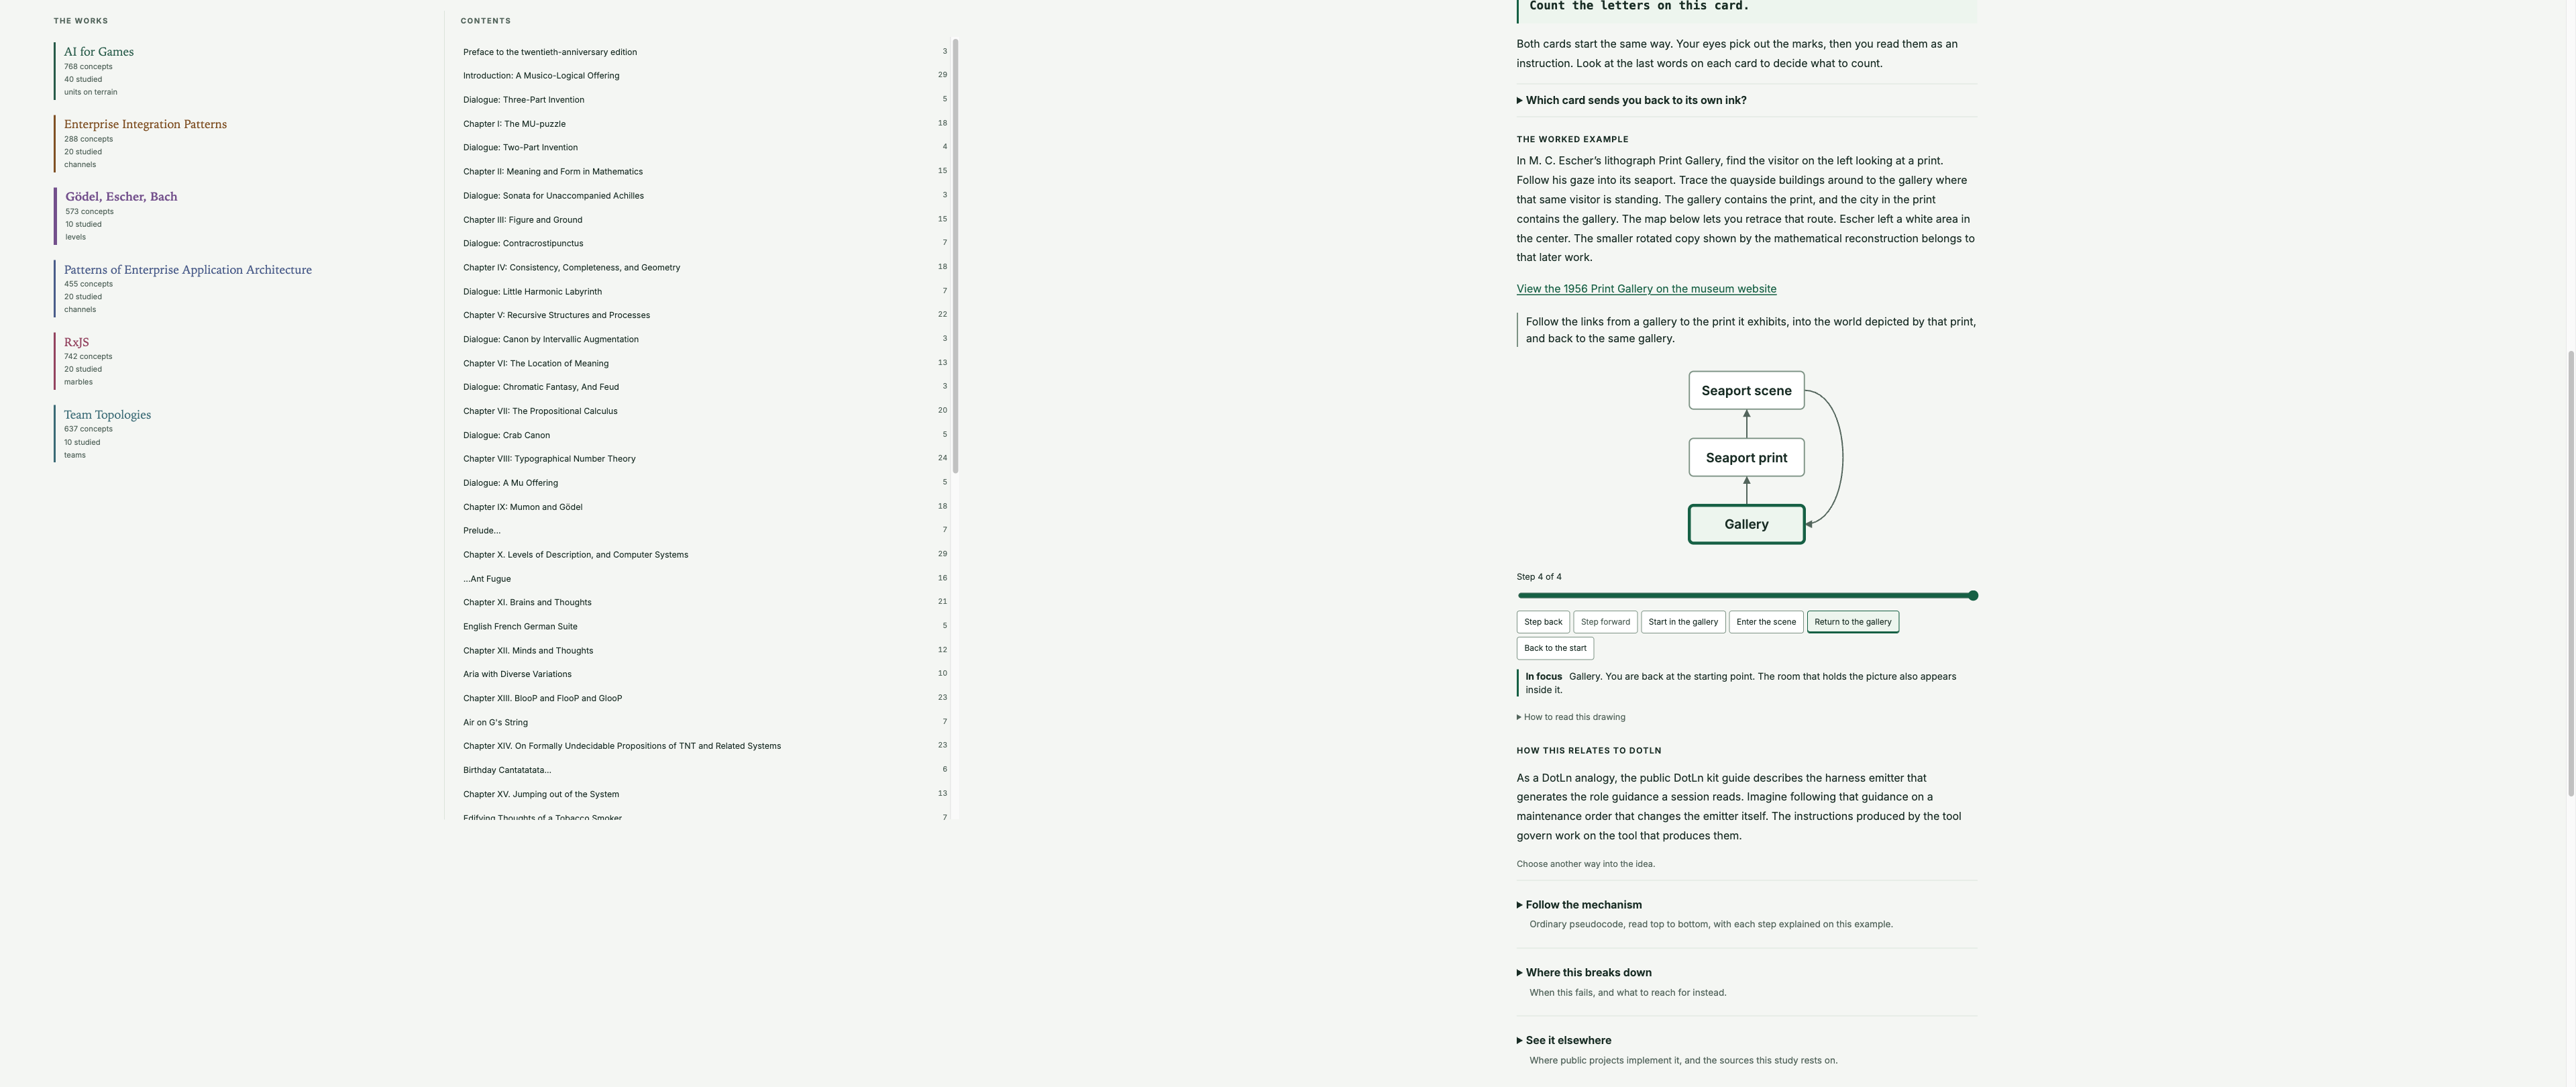 THE WORKS
AI for Games
768 concepts
40 studied
units on terrain
Enterprise Integration Patterns
288 concepts
20 studied
channels
Gödel, Escher, Bach
573 concepts
10 studied
levels
Patterns of Enterprise Application Architecture
455 concepts
20 studied
channels
RxJS
742 concepts
20 studied
marbles
Team Topologies
637 concepts
10 studied
teams
CONTENTS
Preface to the twentieth-anniversary edition 3
Introduction: A Musico-Logical Offering 29
Dialogue: Three-Part Invention 5
Chapter I: The MU-puzzle 18
Dialogue: Two-Part Invention 4
Chapter II: Meaning and Form in Mathematics 15
Dialogue: Sonata for Unaccompanied Achilles 3
Chapter III: Figure and Ground 15
Dialogue: Contracrostipunctus 7
Chapter IV: Consistency, Completeness, and Geometry 18
Dialogue: Little Harmonic Labyrinth 7
Chapter V: Recursive Structures and Processes 22
Dialogue: Canon by Intervallic Augmentation 3
Chapter VI: The Location of Meaning 13
Dialogue: Chromatic Fantasy, And Feud 3
Chapter VII: The Propositional Calculus 20
Dialogue: Crab Canon 5
Chapter VIII: Typographical Number Theory 24
Dialogue: A Mu Offering 5
Chapter IX: Mumon and Gödel 18
Prelude... 7
Chapter X. Levels of Description, and Computer Systems 29
...Ant Fugue 16
Chapter XI. Brains and Thoughts 21
English French German Suite 5
Chapter XII. Minds and Thoughts 12
Aria with Diverse Variations 10
Chapter XIII. BlooP and FlooP and GlooP 23
Air on G's String 7
Chapter XIV. On Formally Undecidable Propositions of TNT and Related Systems 23
Birthday Cantatatata... 6
Chapter XV. Jumping out of the System 13
Edifying Thoughts of a Tobacco Smoker 7
Count the letters on this card.
Both cards start the same way. Your eyes pick out the marks, then you read them as an
instruction. Look at the last words on each card to decide what to count.
Which card sends you back to its own ink?
THE WORKED EXAMPLE
In M. C. Escher’s lithograph Print Gallery, find the visitor on the left looking at a print.
Follow his gaze into its seaport. Trace the quayside buildings around to the gallery where
that same visitor is standing. The gallery contains the print, and the city in the print
contains the gallery. The map below lets you retrace that route. Escher left a white area in
the center. The smaller rotated copy shown by the mathematical reconstruction belongs to
that later work.
View the 1956 Print Gallery on the museum website
Follow the links from a gallery to the print it exhibits, into the world depicted by that print,
and back to the same gallery.
Seaport scene
Seaport print
Gallery
Step 4 of 4
Step back Step forward Start in the gallery Enter the scene Return to the gallery
Back to the start
In focus Gallery. You are back at the starting point. The room that holds the picture also appears
inside it.
How to read this drawing
HOW THIS RELATES TO DOTLN
As a DotLn analogy, the public DotLn kit guide describes the harness emitter that
generates the role guidance a session reads. Imagine following that guidance on a
maintenance order that changes the emitter itself. The instructions produced by the tool
govern work on the tool that produces them.
Choose another way into the idea.
Follow the mechanism
Ordinary pseudocode, read top to bottom, with each step explained on this example.
Where this breaks down
When this fails, and what to reach for instead.
See it elsewhere
Where public projects implement it, and the sources this study rests on.